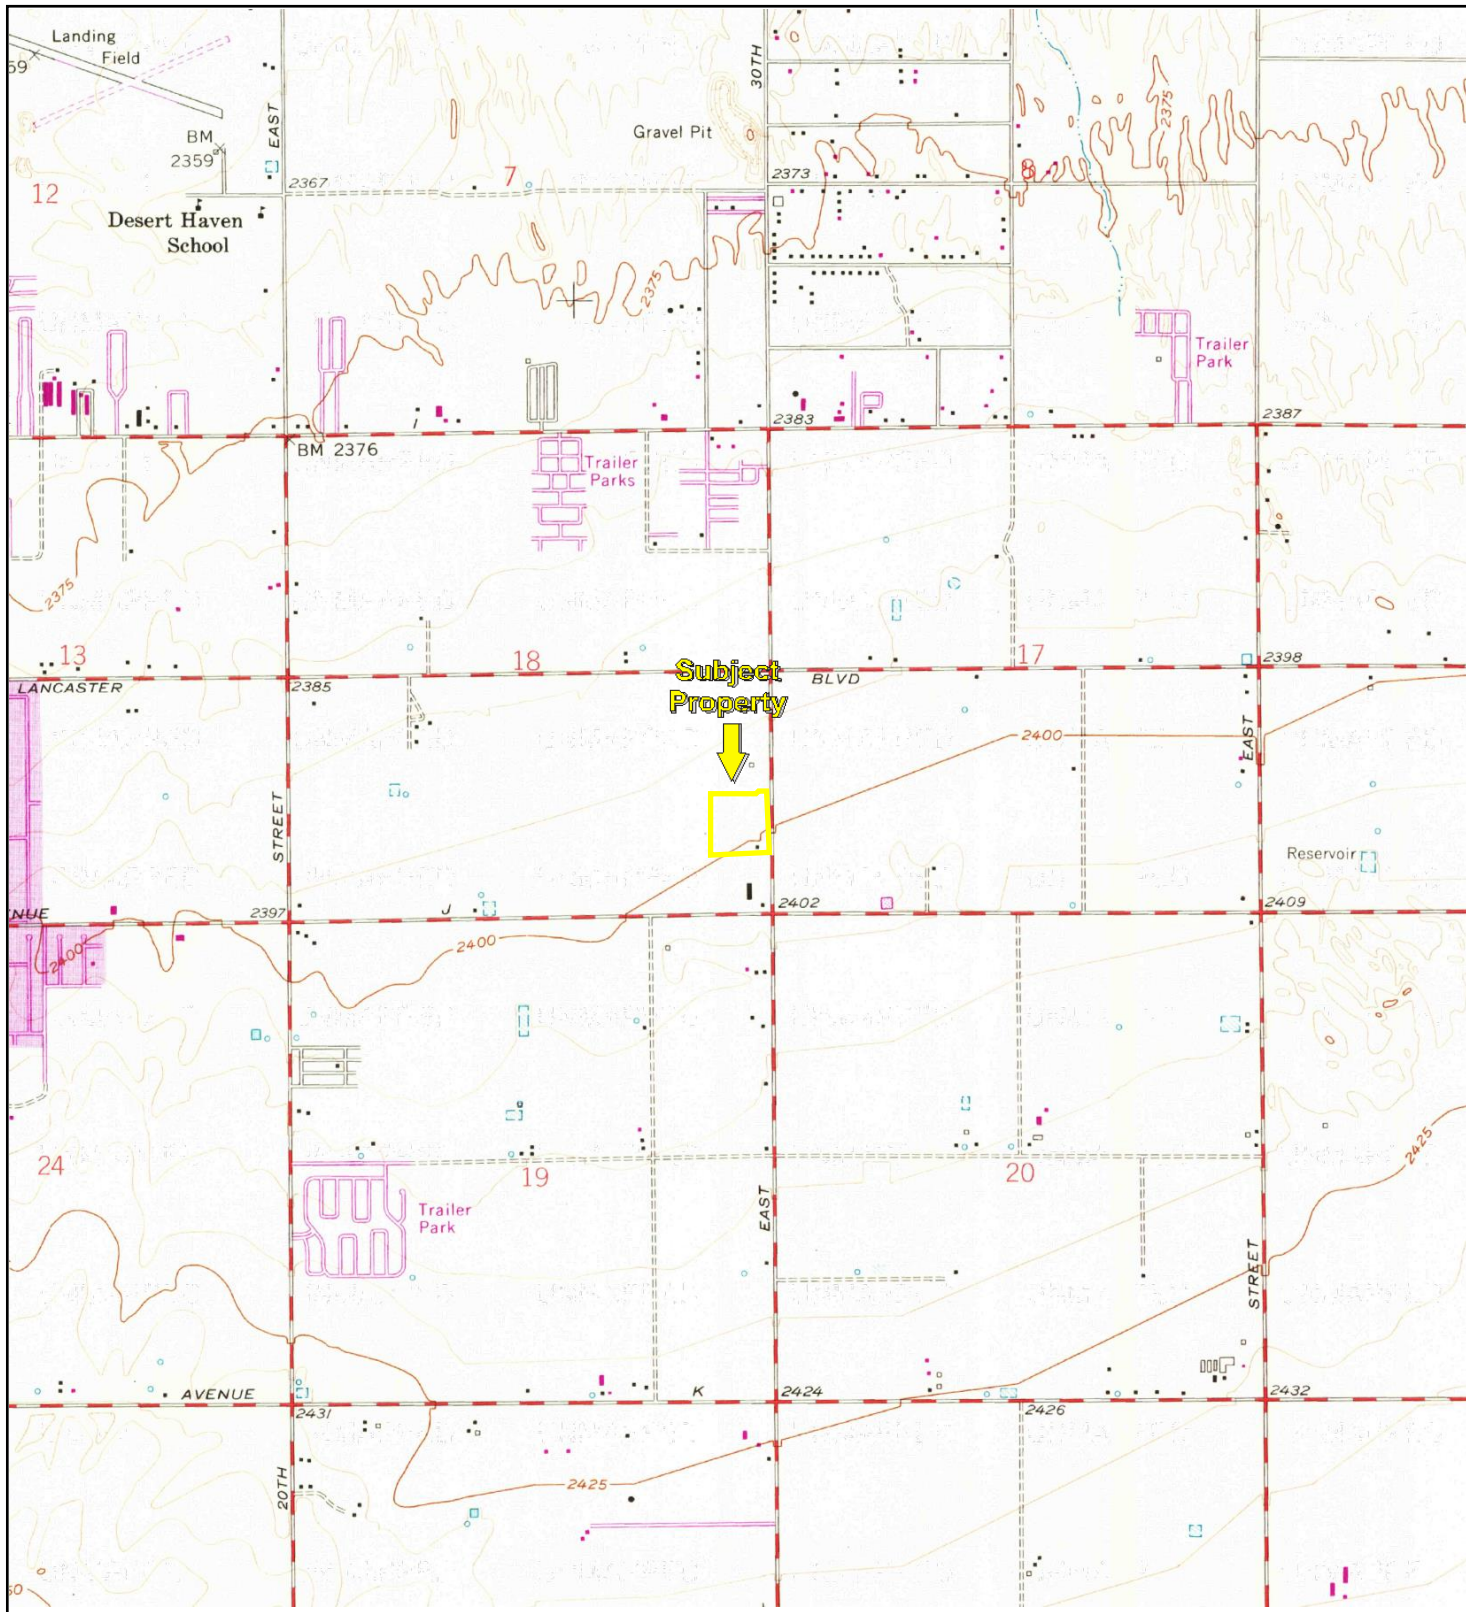 Landing
Field
59
EAST
30TH
BM
2359
Gravel Pit
2375
12
2367
7
2373
8
Desert Haven
School
2375
Trailer
Park
I
2383
2387
BM 2376
Trailer
Parks
2375
13
18
17
2398
LANCASTER
2385
BLVD
Subject
Property
2400
EAST
STREET
Reservoir
NUE
2397
J
2402
2409
2400
2400
24
19
20
2425
Trailer
Park
EAST
STREET
AVENUE
2431
K
2424
2426
2432
20TH
2425
50